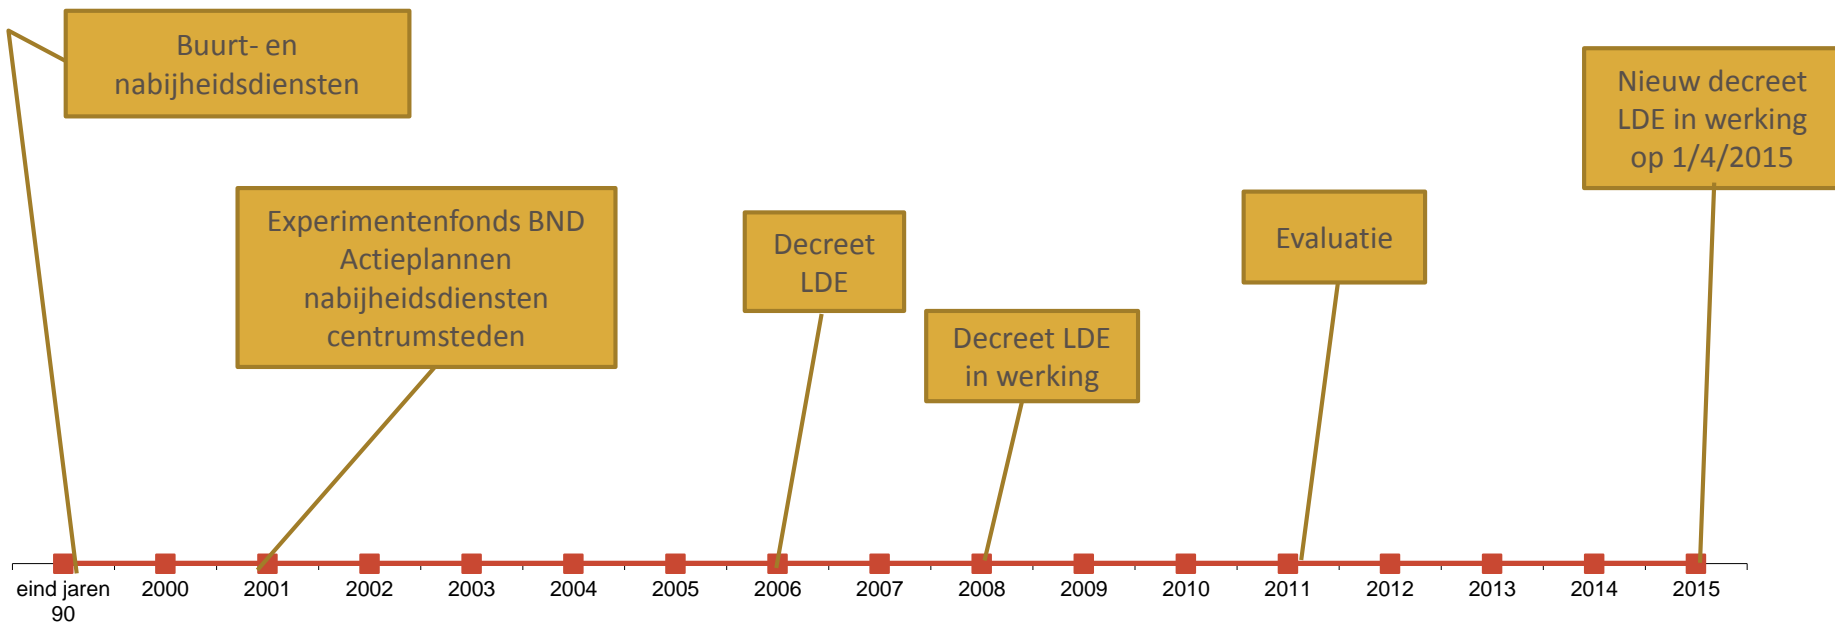 Buurt- en
nabijheidsdiensten
Experimentenfonds BND
Actieplannen
nabijheidsdiensten
centrumsteden
Decreet
LDE
Decreet LDE
in werking
Evaluatie
Nieuw decreet
LDE in werking
op 1/4/2015
eind jaren
90
2000
2001
2002
2003
2004
2005
2006
2007
2008
2009
2010
2011
2012
2013
2014
2015